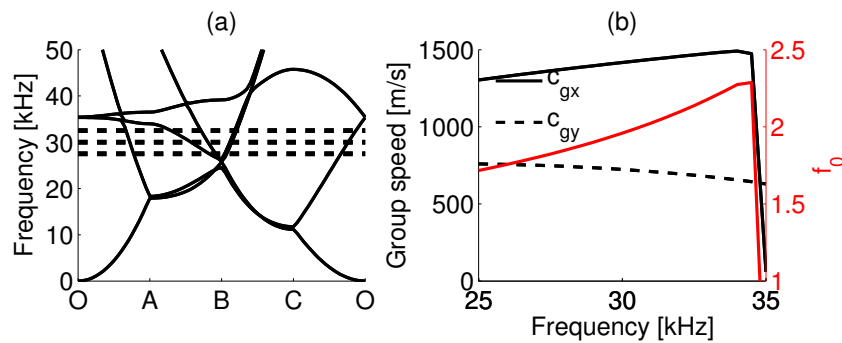 (a)
Frequency [kHz]
50
40
30
20
10
0
O A B C O
(b)
Group speed [m/s]
1500
1000
500
0
c_gx
c_gy
2.5
2
1.5
1
f_0
25 30 35
Frequency [kHz]